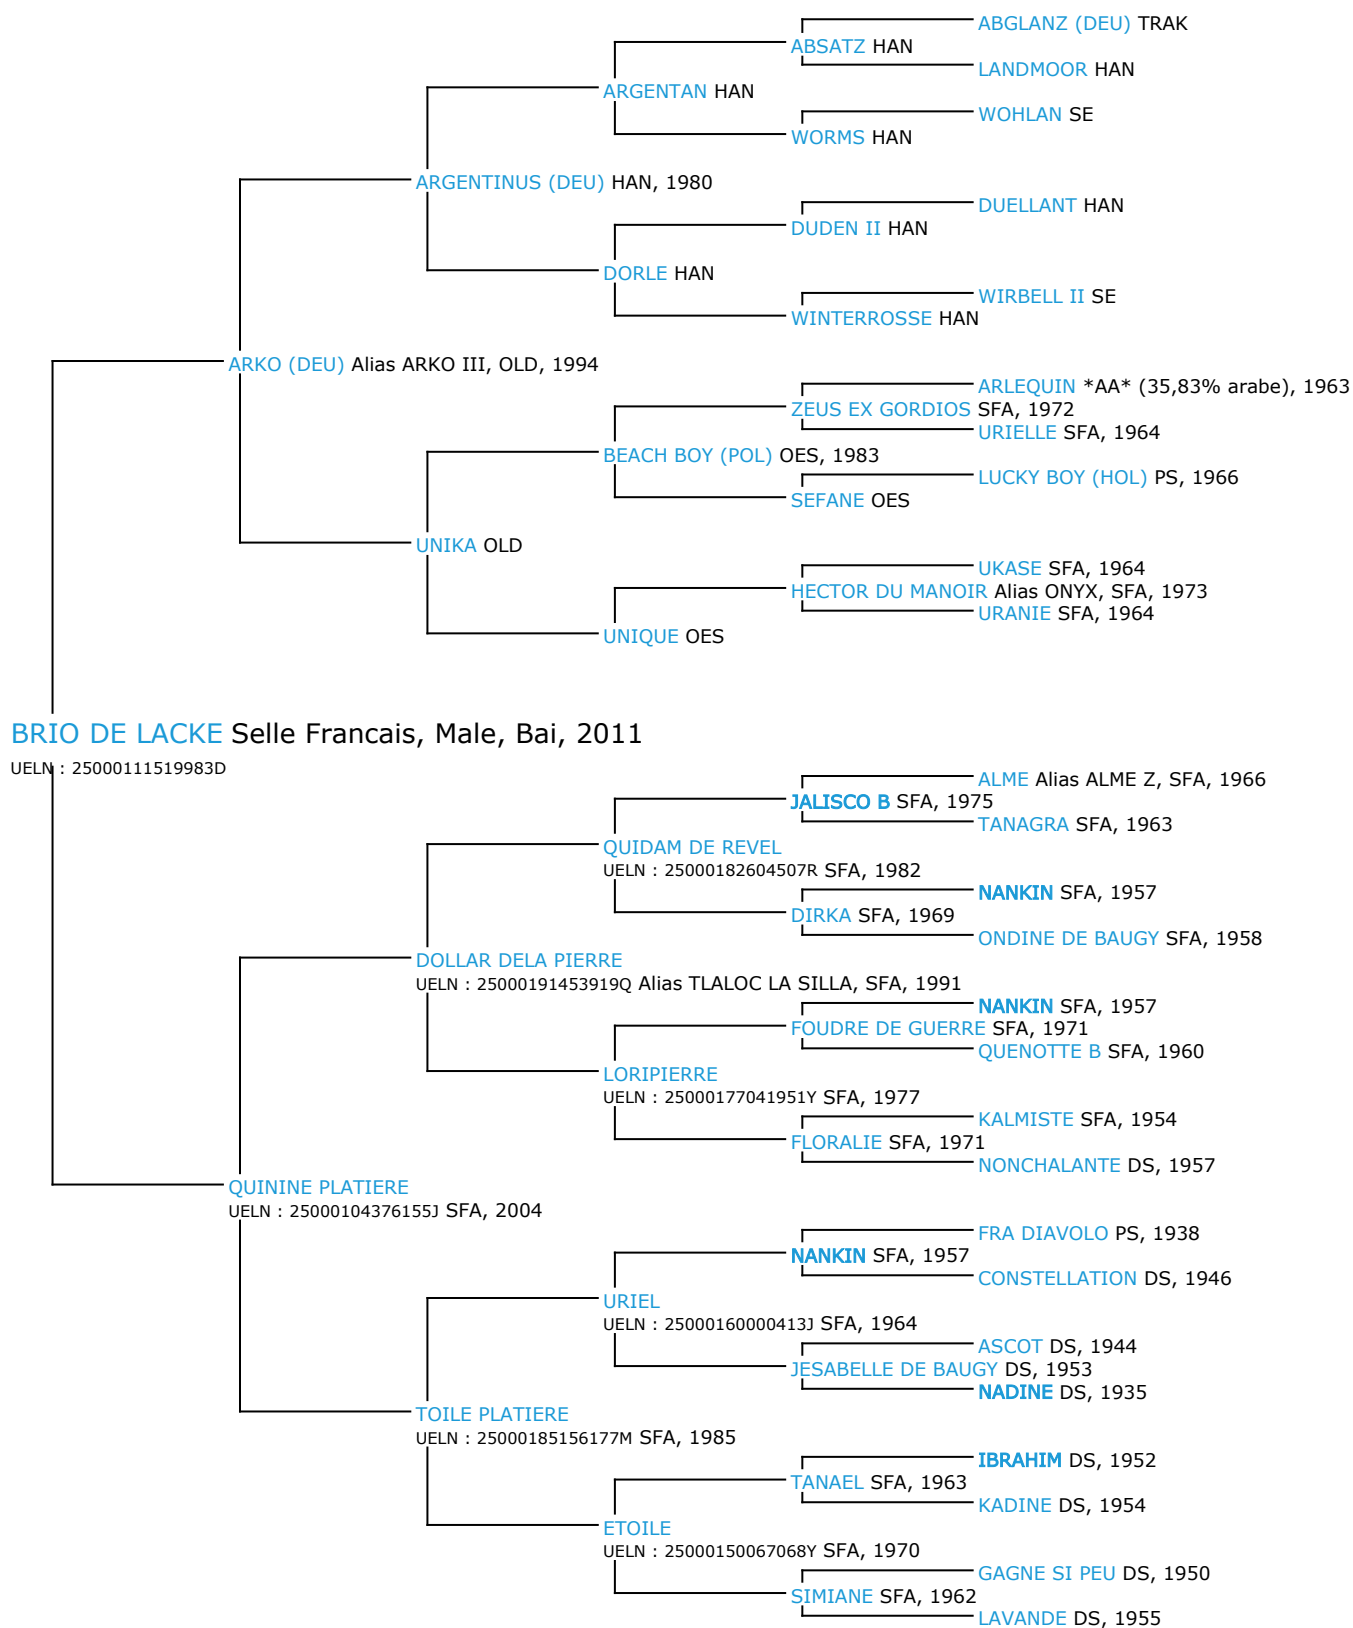 ABGLANZ (DEU) TRAK
ABSATZ HAN
LANDMOOR HAN
ARGENTAN HAN
WOHLAN SE
WORMS HAN
ARGENTINUS (DEU) HAN, 1980
DUELLANT HAN
DUDEN II HAN
DORLE HAN
WIRBELL II SE
WINTERROSSE HAN
ARKO (DEU) Alias ARKO III, OLD, 1994
ARLEQUIN *AA* (35,83% arabe), 1963
ZEUS EX GORDIOS SFA, 1972
URIELLE SFA, 1964
BEACH BOY (POL) OES, 1983
LUCKY BOY (HOL) PS, 1966
SEFANE OES
UNIKA OLD
UKASE SFA, 1964
HECTOR DU MANOIR Alias ONYX, SFA, 1973
URANIE SFA, 1964
UNIQUE OES
BRIO DE LACKE Selle Francais, Male, Bai, 2011
UELN : 25000111519983D
ALME Alias ALME Z, SFA, 1966
JALISCO B SFA, 1975
TANAGRA SFA, 1963
QUIDAM DE REVEL
UELN : 25000182604507R SFA, 1982
NANKIN SFA, 1957
DIRKA SFA, 1969
ONDINE DE BAUGY SFA, 1958
DOLLAR DELA PIERRE
UELN : 25000191453919Q Alias TLALOC LA SILLA, SFA, 1991
NANKIN SFA, 1957
FOUDRE DE GUERRE SFA, 1971
QUENOTTE B SFA, 1960
LORIPIERRE
UELN : 25000177041951Y SFA, 1977
KALMISTE SFA, 1954
FLORALIE SFA, 1971
NONCHALANTE DS, 1957
QUININE PLATIERE
UELN : 25000104376155J SFA, 2004
FRA DIAVOLO PS, 1938
NANKIN SFA, 1957
CONSTELLATION DS, 1946
URIEL
UELN : 25000160000413J SFA, 1964
ASCOT DS, 1944
JESABELLE DE BAUGY DS, 1953
NADINE DS, 1935
TOILE PLATIERE
UELN : 25000185156177M SFA, 1985
IBRAHIM DS, 1952
TANAEL SFA, 1963
KADINE DS, 1954
ETOILE
UELN : 25000150067068Y SFA, 1970
GAGNE SI PEU DS, 1950
SIMIANE SFA, 1962
LAVANDE DS, 1955